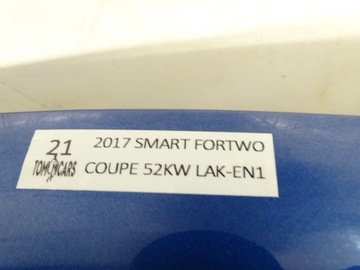 21 2017 SMART FORTWO
TOMCARS COUPE 52KW LAK-EN1